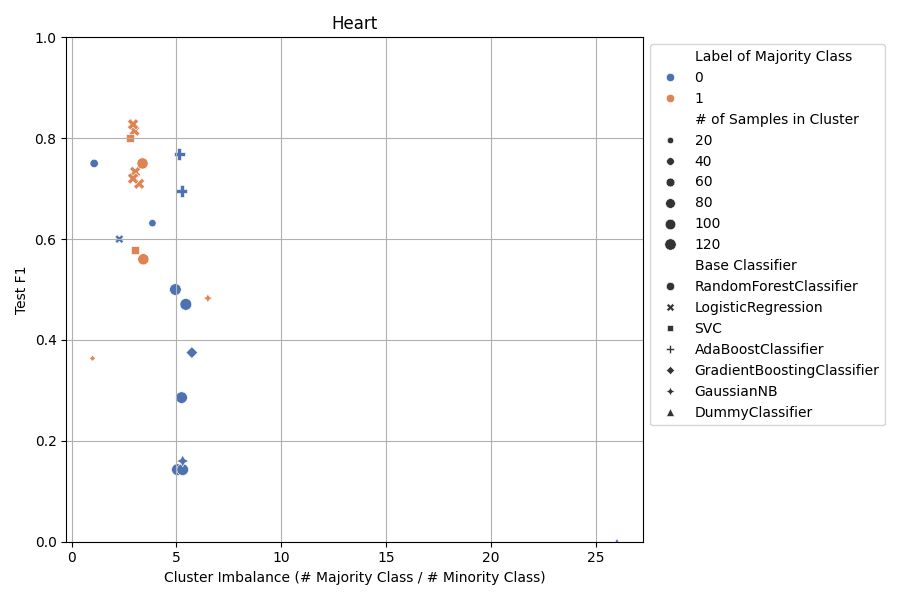 Heart
1.0
0.8
0.6
0.4
0.2
0.0
Test F1
0
5
10
15
20
25
Cluster Imbalance (# Majority Class / # Minority Class)
Label of Majority Class
0
1
# of Samples in Cluster
20
40
60
80
100
120
Base Classifier
RandomForestClassifier
LogisticRegression
SVC
AdaBoostClassifier
GradientBoostingClassifier
GaussianNB
DummyClassifier